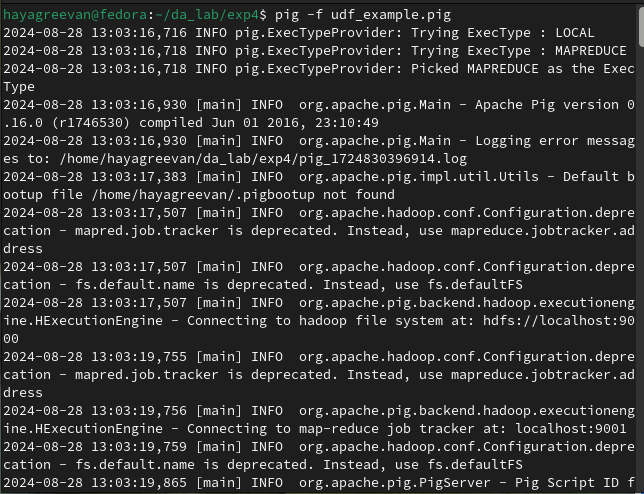 hayagreevan@fedora:~/da_lab/exp4$ pig -f udf_example.pig
2024-08-28 13:03:16,716 INFO pig.ExecTypeProvider: Trying ExecType : LOCAL
2024-08-28 13:03:16,718 INFO pig.ExecTypeProvider: Trying ExecType : MAPREDUCE
2024-08-28 13:03:16,718 INFO pig.ExecTypeProvider: Picked MAPREDUCE as the Exec
Type
2024-08-28 13:03:16,930 [main] INFO  org.apache.pig.Main - Apache Pig version 0
.16.0 (r1746530) compiled Jun 01 2016, 23:10:49
2024-08-28 13:03:16,930 [main] INFO  org.apache.pig.Main - Logging error messag
es to: /home/hayagreevan/da_lab/exp4/pig_1724830396914.log
2024-08-28 13:03:17,383 [main] INFO  org.apache.pig.impl.util.Utils - Default b
ootup file /home/hayagreevan/.pigbootup not found
2024-08-28 13:03:17,507 [main] INFO  org.apache.hadoop.conf.Configuration.depre
cation - mapred.job.tracker is deprecated. Instead, use mapreduce.jobtracker.ad
dress
2024-08-28 13:03:17,507 [main] INFO  org.apache.hadoop.conf.Configuration.depre
cation - fs.default.name is deprecated. Instead, use fs.defaultFS
2024-08-28 13:03:17,507 [main] INFO  org.apache.pig.backend.hadoop.executioneng
ine.HExecutionEngine - Connecting to hadoop file system at: hdfs://localhost:90
00
2024-08-28 13:03:19,755 [main] INFO  org.apache.hadoop.conf.Configuration.depre
cation - mapred.job.tracker is deprecated. Instead, use mapreduce.jobtracker.ad
dress
2024-08-28 13:03:19,756 [main] INFO  org.apache.pig.backend.hadoop.executioneng
ine.HExecutionEngine - Connecting to map-reduce job tracker at: localhost:9001
2024-08-28 13:03:19,759 [main] INFO  org.apache.hadoop.conf.Configuration.depre
cation - fs.default.name is deprecated. Instead, use fs.defaultFS
2024-08-28 13:03:19,865 [main] INFO  org.apache.pig.PigServer - Pig Script ID f